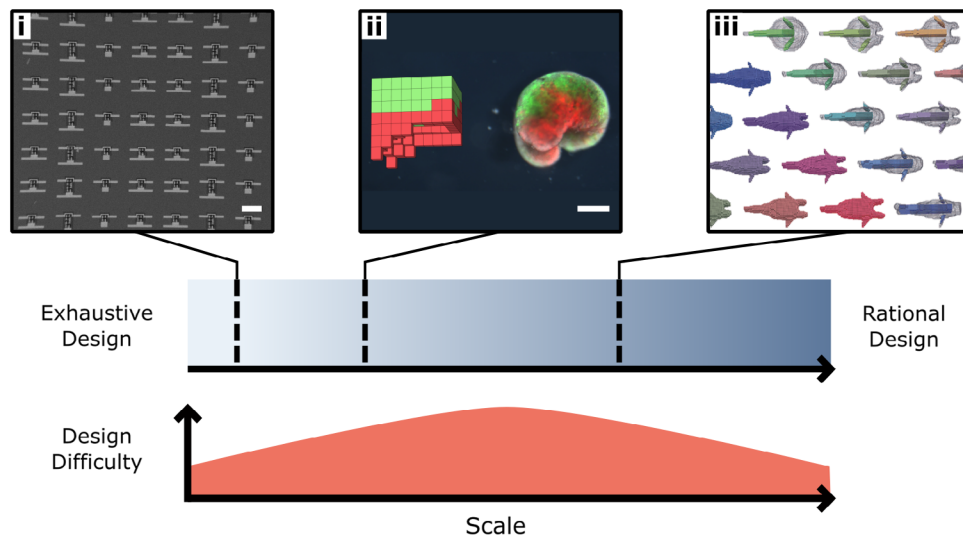 i
ii
iii
Exhaustive
Design
Rational
Design
Design
Difficulty
Scale